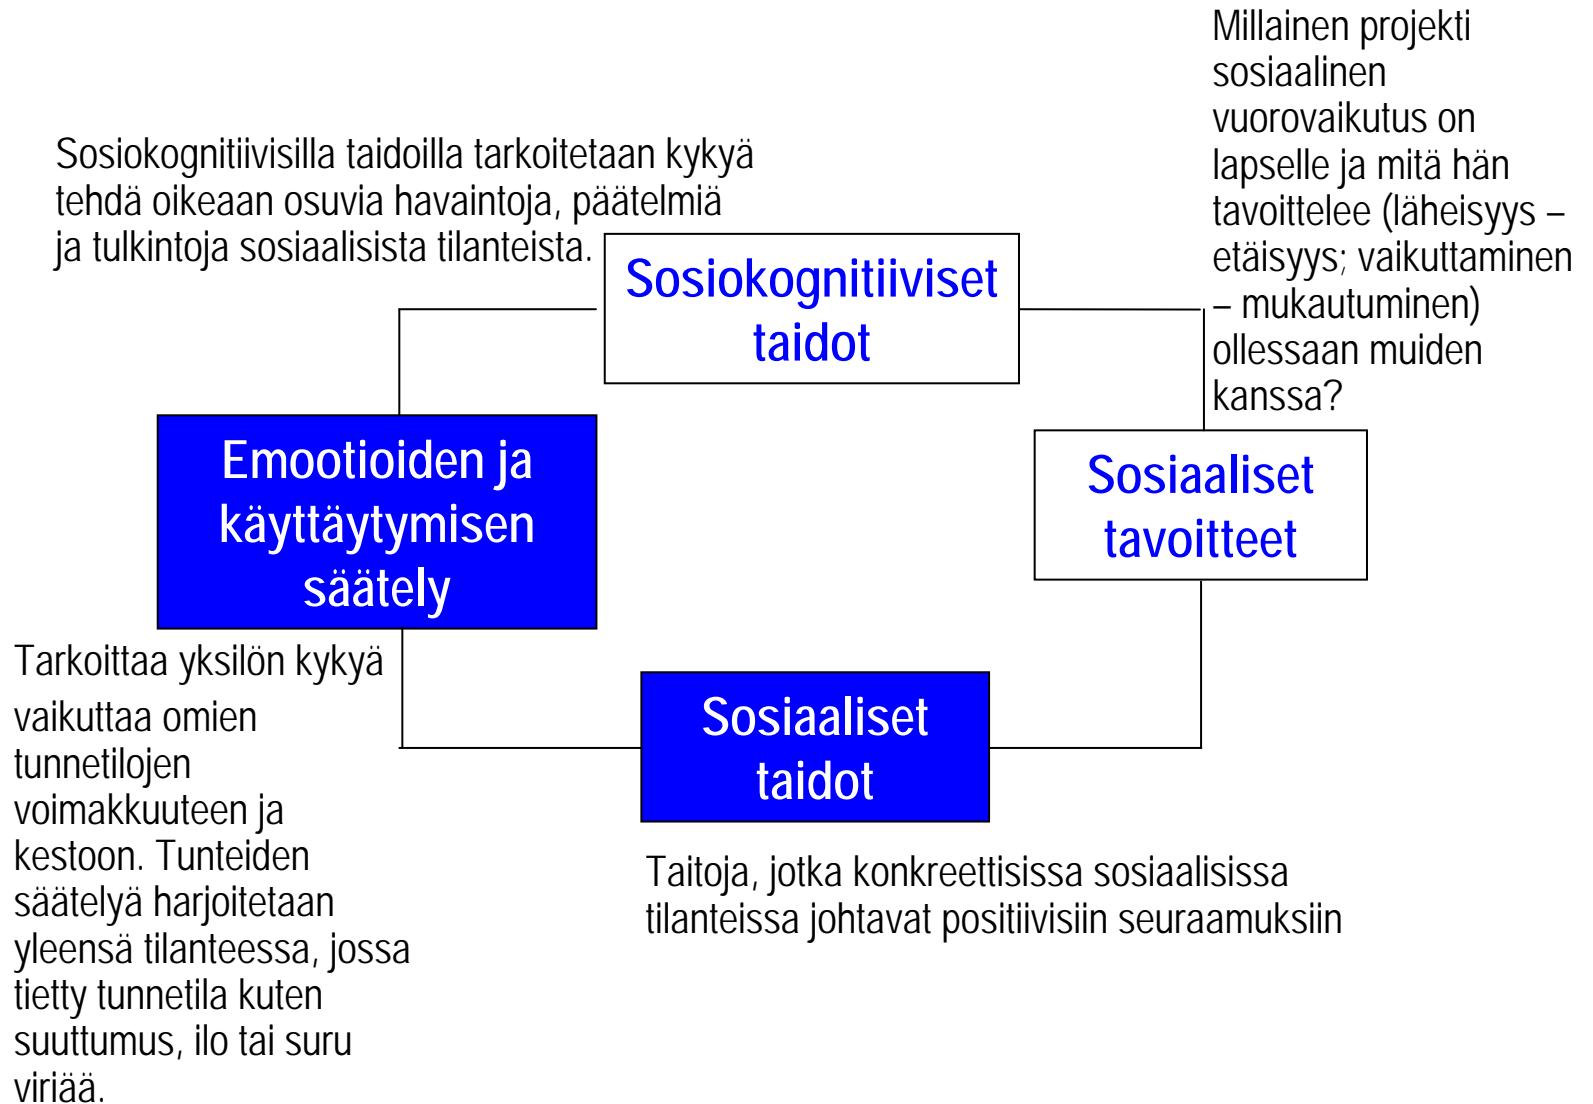 Millainen projekti
sosiaalinen
vuorovaikutus on
lapselle ja mitä hän
tavoittelee (läheisyys –
etäisyys; vaikuttaminen
– mukautuminen)
ollessaan muiden
kanssa?
Sosiokognitiivisilla taidoilla tarkoitetaan kykyä
tehdä oikeaan osuvia havaintoja, päätelmiä
ja tulkintoja sosiaalisista tilanteista.
Sosiokognitiiviset
taidot
Emootioiden ja
käyttäytymisen
säätely
Sosiaaliset
tavoitteet
Tarkoittaa yksilön kykyä
vaikuttaa omien
tunnetilojen
voimakkuuteen ja
kestoon. Tunteiden
säätelyä harjoitetaan
yleensä tilanteessa, jossa
tietty tunnetila kuten
suuttumus, ilo tai suru
viriää.
Sosiaaliset
taidot
Taitoja, jotka konkreettisissa sosiaalisissa
tilanteissa johtavat positiivisiin seuraamuksiin